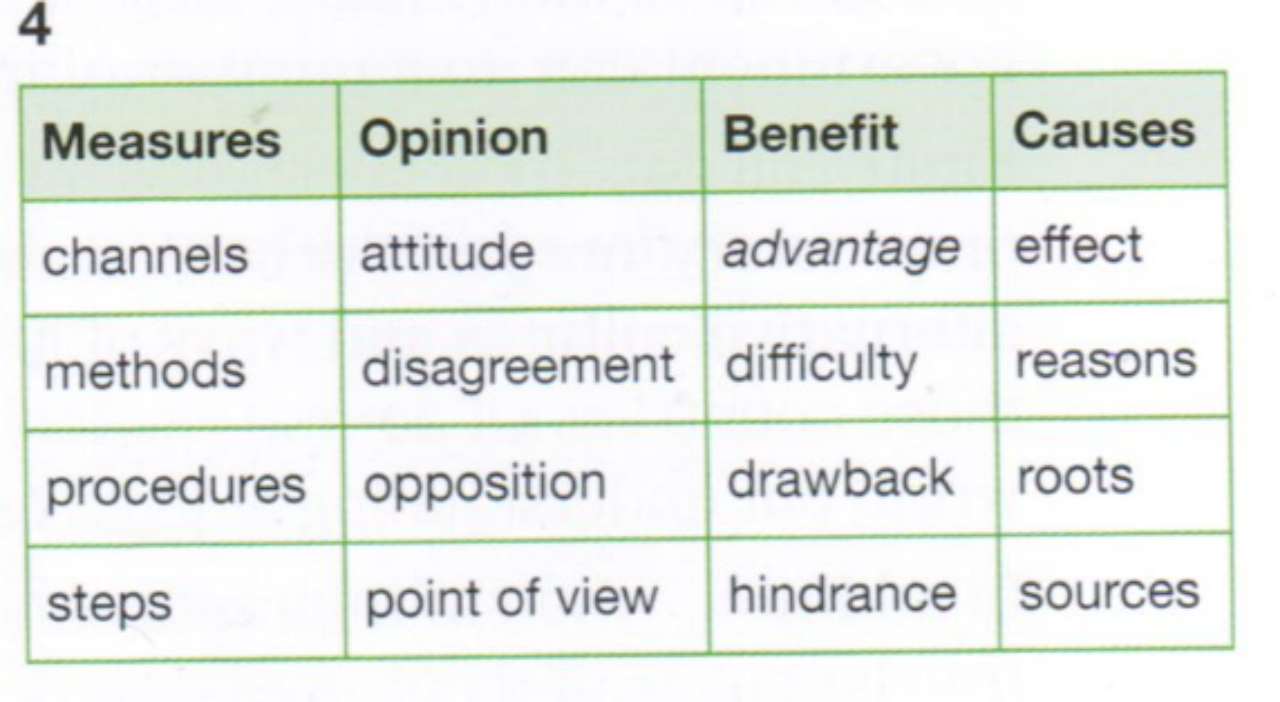 4
Measures Opinion Benefit Causes
channels attitude advantage effect
methods disagreement difficulty reasons
procedures opposition drawback roots
steps point of view hindrance sources